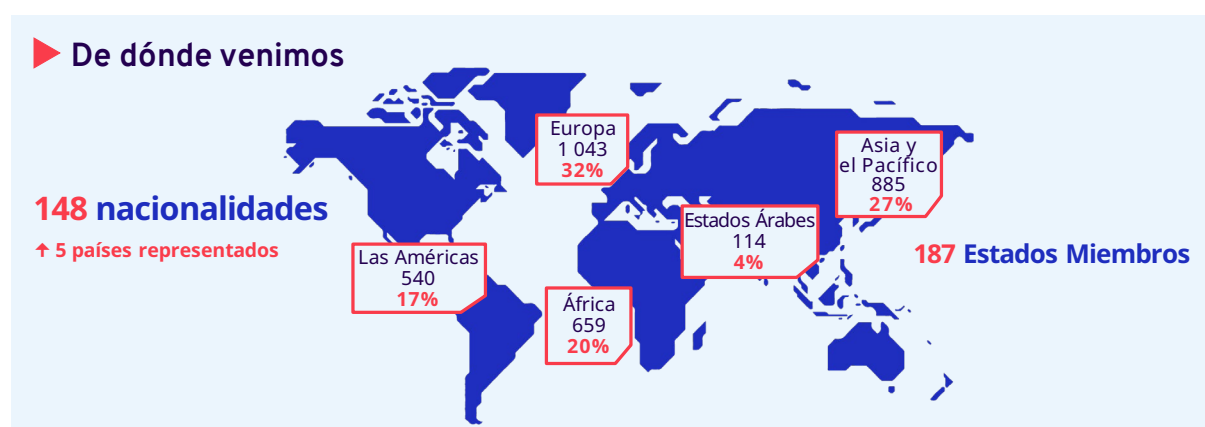 De dónde venimos
Europa
1 043
32%
Asia y
el Pacífico
885
27%
148 nacionalidades
↑ 5 países representados
Estados Árabes
114
4%
187 Estados Miembros
Las Américas
540
17%
África
659
20%